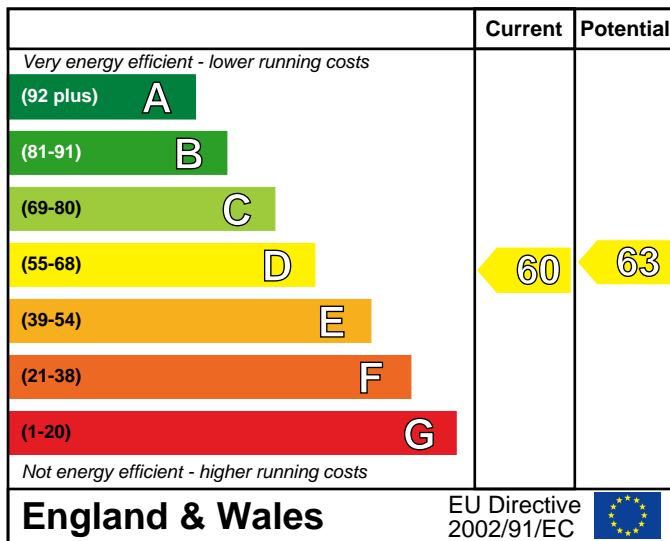 Current Potential
Very energy efficient - lower running costs
(92 plus) A
(81-91) B
(69-80) C
(55-68) D 60 63
(39-54) E
(21-38) F
(1-20) G
Not energy efficient - higher running costs
England & Wales
EU Directive
2002/91/EC